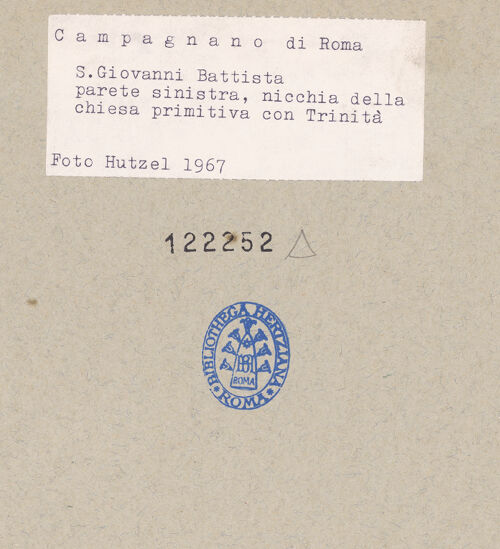 Campagnano di Roma
S.Giovanni Battista
parete sinistra, nicchia della
chiesa primitiva con Trinità
Foto Hutzel 1967
122252
BIBLIOTHECA HERTZIANA
ROMA
ROMA